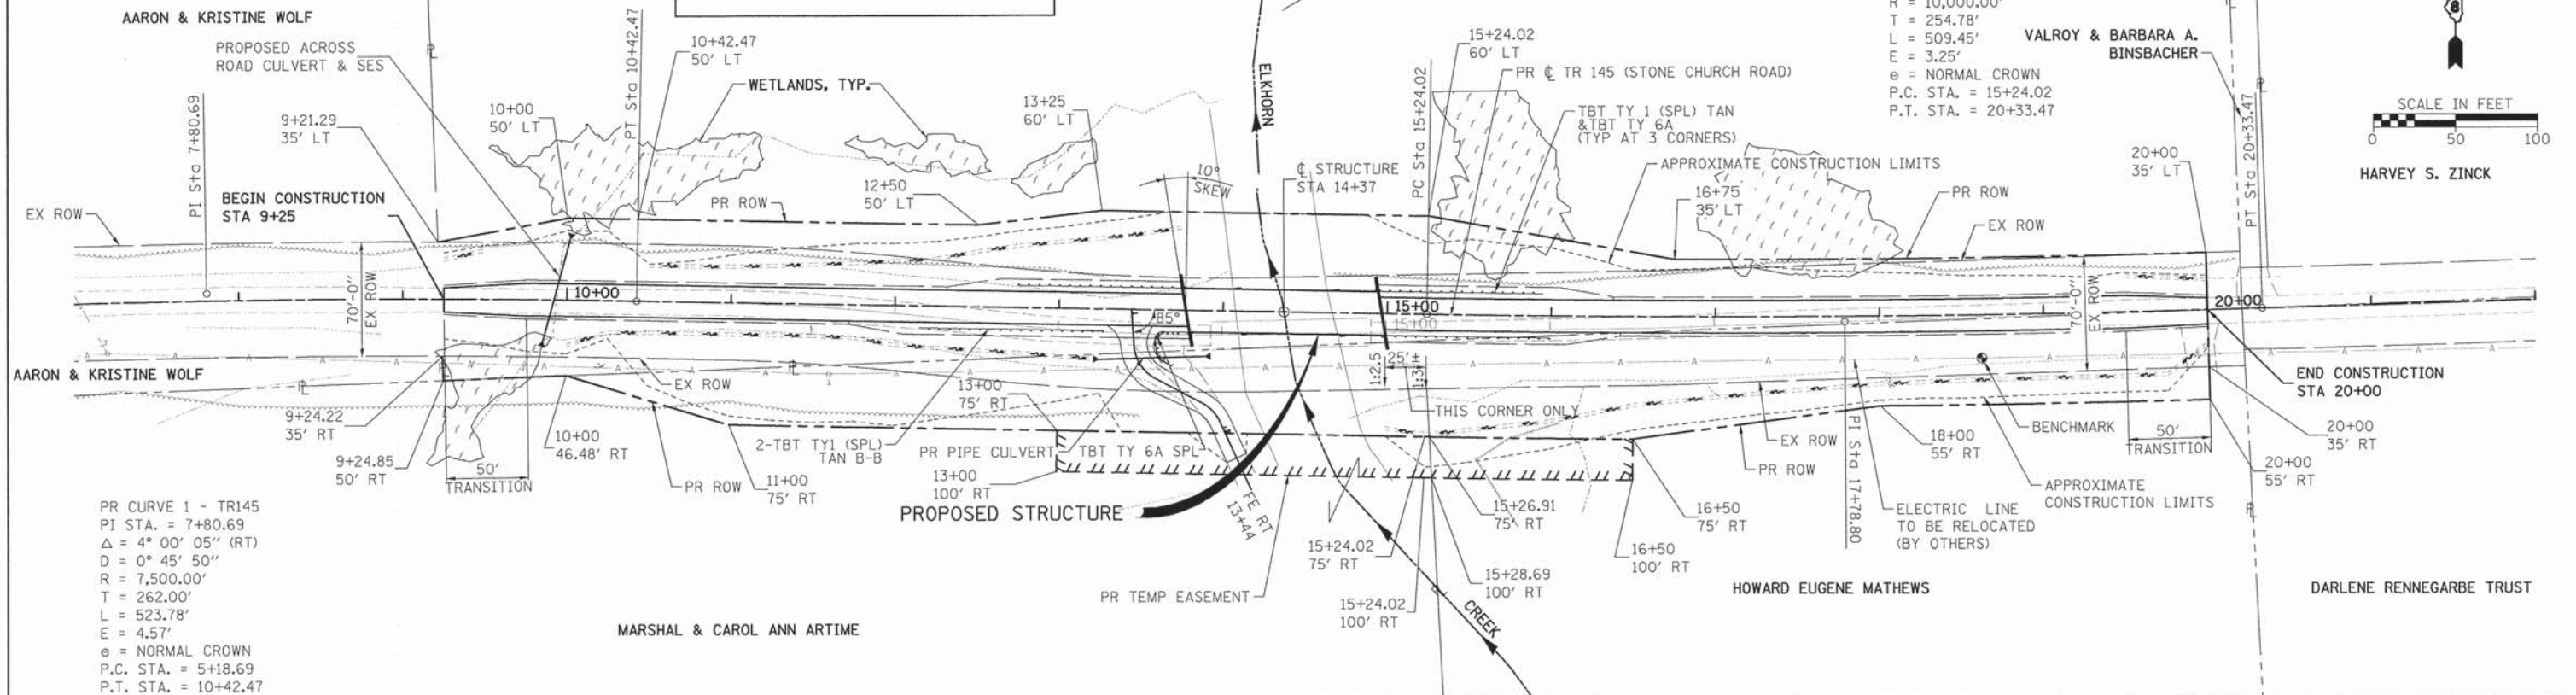 AARON & KRISTINE WOLF
PROPOSED ACROSS
ROAD CULVERT & SES
PI Sta 7+80.69
9+21.29
35' LT
BEGIN CONSTRUCTION
STA 9+25
EX ROW
70'-0"
EX ROW
10+00
50' LT
PT Sta 10+42.47
10+42.47
50' LT
WETLANDS, TYP.
12+50
50' LT
PR ROW
13+25
60' LT
10°
SKEW
ELKHORN
℄ STRUCTURE
STA 14+37
PC Sta 15+24.02
15+24.02
60' LT
PR ℄ TR 145 (STONE CHURCH ROAD)
TBT TY 1 (SPL) TAN
&TBT TY 6A
(TYP AT 3 CORNERS)
APPROXIMATE CONSTRUCTION LIMITS
16+75
35' LT
R = 10,000.00'
T = 254.78'
L = 509.45'
E = 3.25'
e = NORMAL CROWN
P.C. STA. = 15+24.02
P.T. STA. = 20+33.47
VALROY & BARBARA A.
BINSBACHER
PR ROW
EX ROW
20+00
35' LT
PT Sta 20+33.47
8
SCALE IN FEET
0 50 100
HARVEY S. ZINCK
10+00
15+00
15+00
20+00
85°
70'-0"
EX ROW
1:2.5
25'±
1:3
THIS CORNER ONLY
AARON & KRISTINE WOLF
9+24.22
35' RT
9+24.85
50' RT
50'
TRANSITION
10+00
46.48' RT
EX ROW
PR ROW
11+00
75' RT
2-TBT TY1 (SPL)
TAN B-B
13+00
75' RT
PR PIPE CULVERT
TBT TY 6A SPL
13+00
100' RT
PROPOSED STRUCTURE
FE RT
13+44
PR TEMP EASEMENT
15+24.02
75' RT
15+24.02
100' RT
15+26.91
75' RT
15+28.69
100' RT
CREEK
16+50
75' RT
16+50
100' RT
PI Sta 17+78.80
EX ROW
PR ROW
18+00
55' RT
ELECTRIC LINE
TO BE RELOCATED
(BY OTHERS)
BENCHMARK
APPROXIMATE
CONSTRUCTION LIMITS
50'
TRANSITION
END CONSTRUCTION
STA 20+00
20+00
35' RT
20+00
55' RT
PR CURVE 1 - TR145
PI STA. = 7+80.69
Δ = 4° 00' 05" (RT)
D = 0° 45' 50"
R = 7,500.00'
T = 262.00'
L = 523.78'
E = 4.57'
e = NORMAL CROWN
P.C. STA. = 5+18.69
P.T. STA. = 10+42.47
MARSHAL & CAROL ANN ARTIME
HOWARD EUGENE MATHEWS
DARLENE RENNEGARBE TRUST